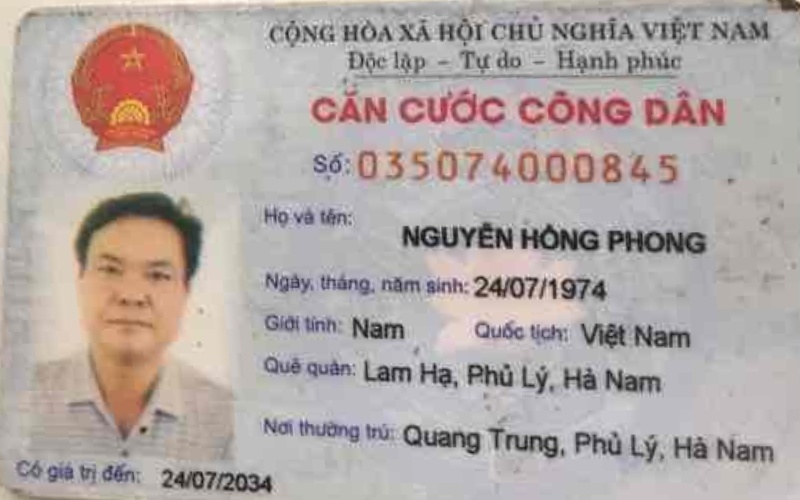 CỘNG HÒA XÃ HỘI CHỦ NGHĨA VIỆT NAM
Độc lập - Tự do - Hạnh phúc
CĂN CƯỚC CÔNG DÂN
Số: 035074000845
Họ và tên:
NGUYỄN HỒNG PHONG
Ngày, tháng, năm sinh: 24/07/1974
Giới tính: Nam Quốc tịch: Việt Nam
Quê quán: Lam Hạ, Phủ Lý, Hà Nam
Nơi thường trú: Quang Trung, Phủ Lý, Hà Nam
Có giá trị đến: 24/07/2034